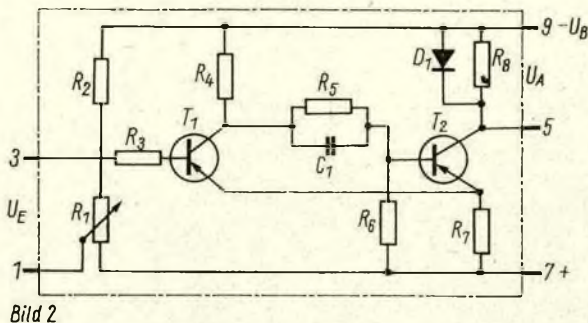 9 -U_B
R_2
R_4
D_1
R_8
U_A
R_5
T_1
T_2
5
R_3
3
C_1
U_E
R_1
R_6
R_7
1
7+
Bild 2